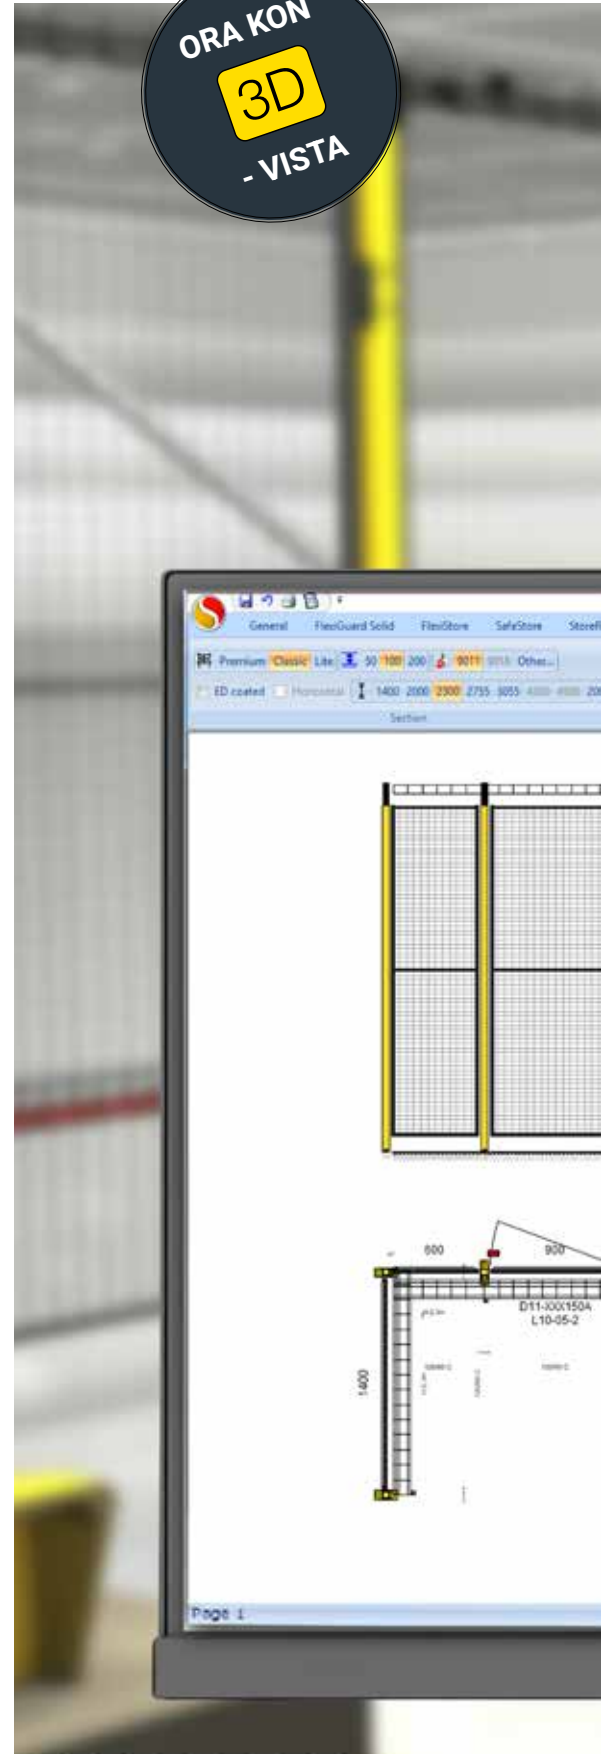 ORA KON
3D
- VISTA
General FlexiGuard Solid FlexiStore SafeStore
Premium Classic Lite 50 100 200 9011 Other...
ED coated Horizontal 1400 2000 2300 2755 3055
Section
600 900
D11-XXX150A
L10-05-2
1400
Page 1